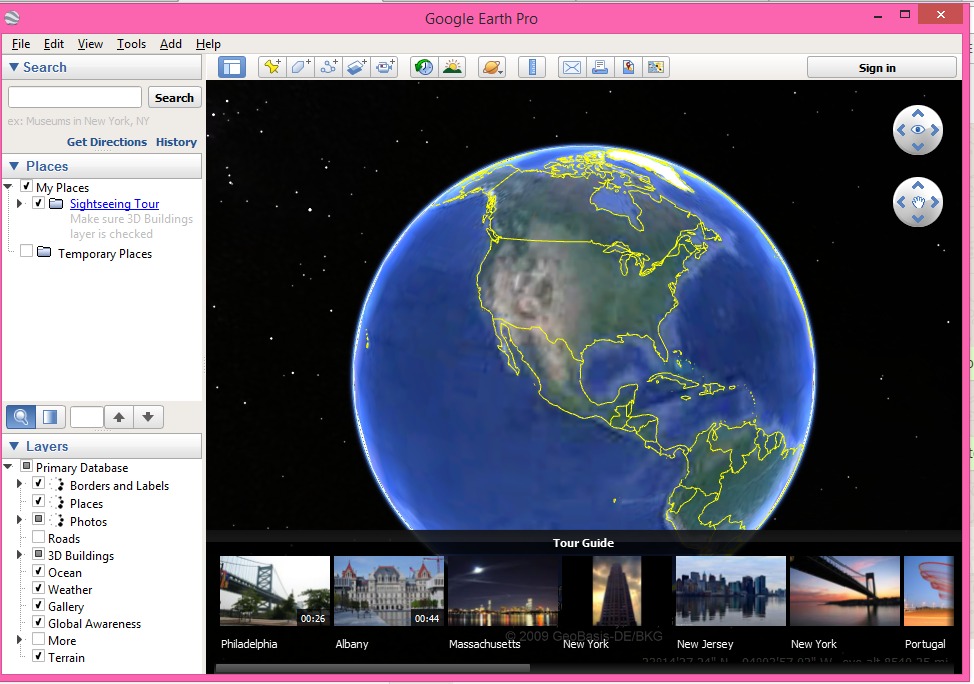 Google Earth Pro
File Edit View Tools Add Help
Search
Sign in
Search
ex: Museums in New York, NY
Get Directions History
Places
My Places
Sightseeing Tour
Make sure 3D Buildings
layer is checked
Temporary Places
Layers
Primary Database
Borders and Labels
Places
Photos
Roads
3D Buildings
Ocean
Weather
Gallery
Global Awareness
More
Terrain
Tour Guide
00:26
00:44
Philadelphia
Albany
Massachusetts
New York
New Jersey
New York
Portugal
© 2009 GeoBasis-DE/BKG